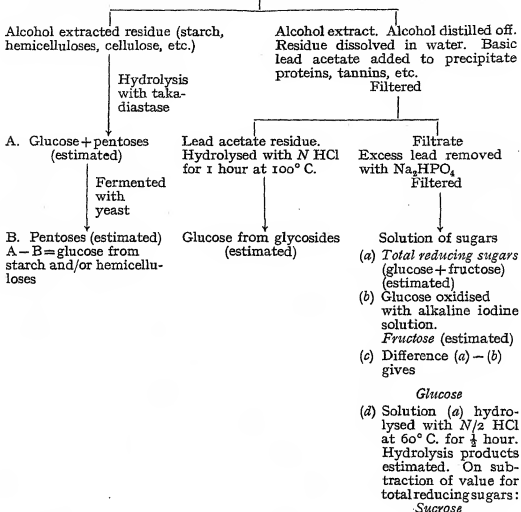 Alcohol extracted residue (starch,
hemicelluloses, cellulose, etc.)
Hydrolysis
with taka-
diastase
A. Glucose+pentoses
(estimated)
Fermented
with
yeast
B. Pentoses (estimated)
A−B=glucose from
starch and/or hemicellu-
loses
Alcohol extract. Alcohol distilled off.
Residue dissolved in water. Basic
lead acetate added to precipitate
proteins, tannins, etc.
Filtered
Lead acetate residue.
Hydrolysed with N HCl
for 1 hour at 100° C.
Glucose from glycosides
(estimated)
Filtrate
Excess lead removed
with Na₂HPO₄
Filtered
Solution of sugars
(a) Total reducing sugars
(glucose+fructose)
(estimated)
(b) Glucose oxidised
with alkaline iodine
solution.
Fructose (estimated)
(c) Difference (a)−(b)
gives
Glucose
(d) Solution (a) hydro-
lysed with N/2 HCl
at 60° C. for ½ hour.
Hydrolysis products
estimated. On sub-
traction of value for
total reducing sugars:
Sucrose